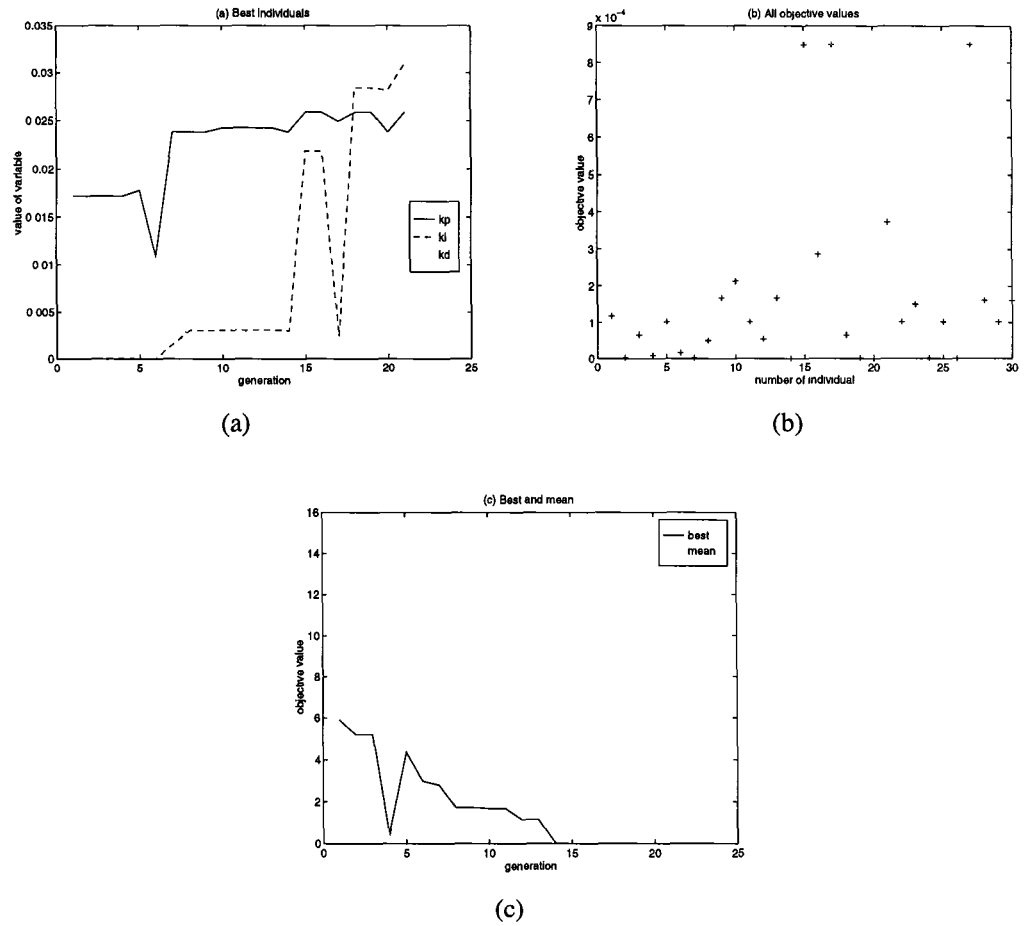 (a) Best individuals
0.035
0.03
0.025
0 02
0.015
0 01
0 005
0
value of variable
kp
ki
kd
0 5 10 15 20 25
generation
(a)
(b) All objective values
x 10-4
9
8
7
6
5
4
3
2
1
0
objective value
0 5 10 15 20 25 30
number of individual
(b)
(c) Best and mean
16
14
12
10
8
6
4
2
0
objective value
best
mean
0 5 10 15 20 25
generation
(c)